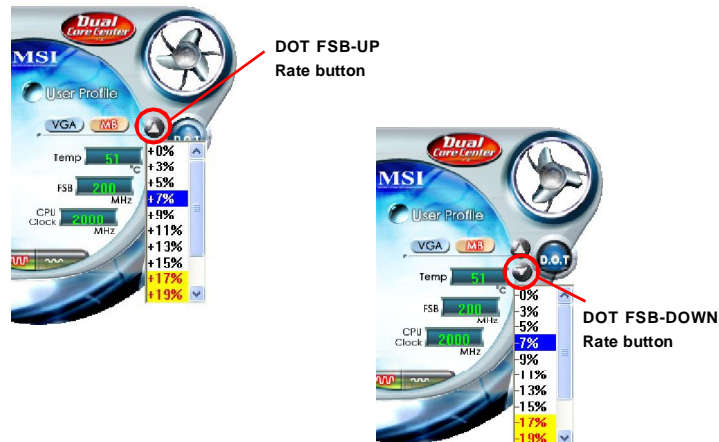 Dual
Core Center
MSI
User Profile
VGA MB
D.O.T
Temp 51 °C
FSB 200 MHz
CPU Clock 2000 MHz
+0%
+3%
+5%
+7%
+9%
+11%
+13%
+15%
+17%
+19%
DOT FSB-UP
Rate button
Dual
Core Center
MSI
User Profile
VGA MB
D.O.T
Temp 51 °C
FSB 200 MHz
CPU Clock 2000 MHz
-0%
-3%
-5%
-7%
-9%
-11%
-13%
-15%
-17%
-19%
DOT FSB-DOWN
Rate button